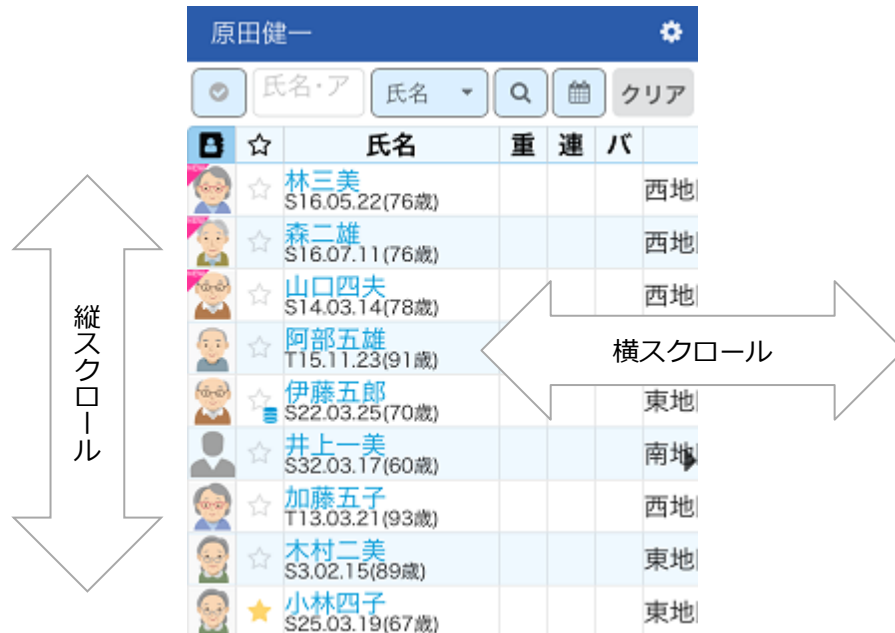 原田健一
氏名・ア
氏名
クリア
氏名 重 連 バ
林三美
S16.05.22(76歳)
西地
森二雄
S16.07.11(76歳)
西地
山口四夫
S14.03.14(78歳)
西地
阿部五雄
T15.11.23(91歳)
伊藤五郎
S22.03.25(70歳)
東地
井上一美
S32.03.17(60歳)
南地
加藤五子
T13.03.21(93歳)
西地
木村二美
S3.02.15(89歳)
東地
小林四子
S25.03.19(67歳)
東地
縦スクロール
横スクロール